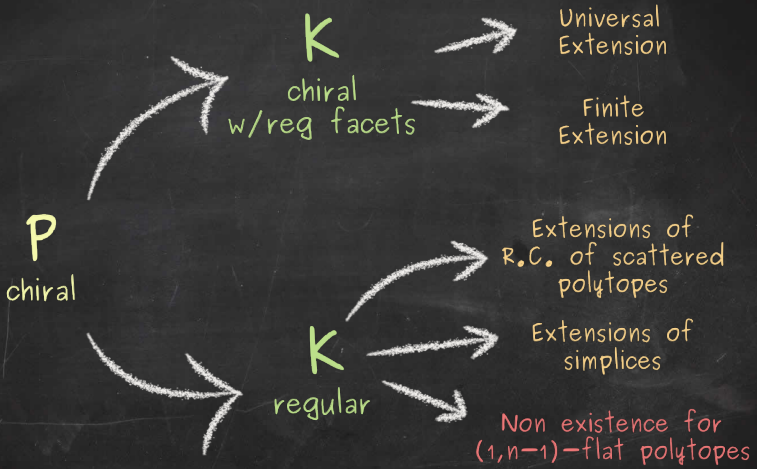 P
chiral
K
chiral
w/reg facets
Universal
Extension
Finite
Extension
K
regular
Extensions of
R.C. of scattered
polytopes
Extensions of
simplices
Non existence for
(1,n-1)-flat polytopes